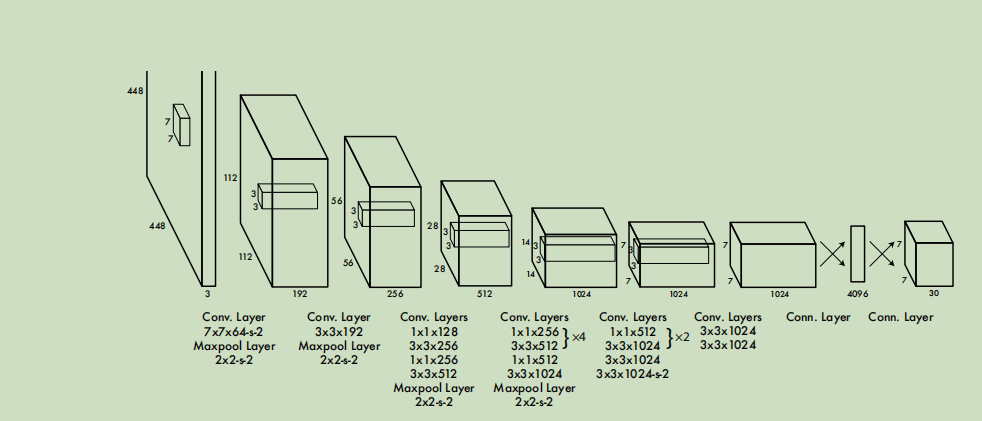 448
7
7
448
3
112
3
3
112
192
56
3
3
56
256
28
3
3
28
512
14
3
3
14
1024
7
3
3
7
1024
7
7
1024
4096
7
7
30
Conv. Layer
7x7x64-s-2
Maxpool Layer
2x2-s-2
Conv. Layer
3x3x192
Maxpool Layer
2x2-s-2
Conv. Layers
1x1x128
3x3x256
1x1x256
3x3x512
Maxpool Layer
2x2-s-2
Conv. Layers
1x1x256
3x3x512
1x1x512
3x3x1024
Maxpool Layer
2x2-s-2
}×4
Conv. Layers
1x1x512
3x3x1024
3x3x1024
3x3x1024-s-2
}×2
Conv. Layers
3x3x1024
3x3x1024
Conn. Layer
Conn. Layer